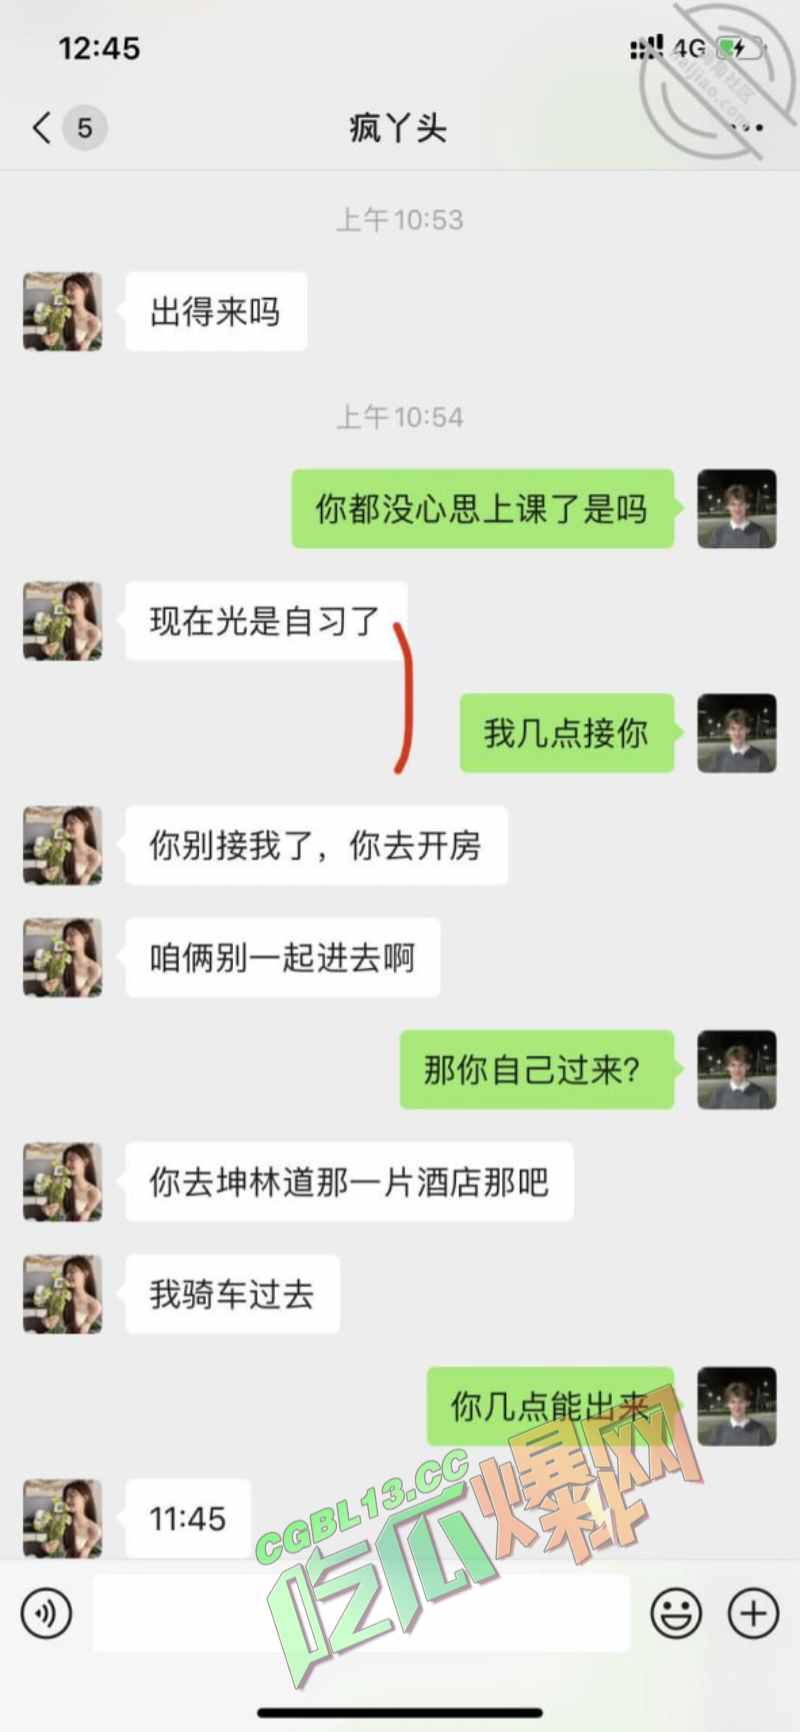 12:45
4G
5
疯丫头
上午10:53
出得来吗
上午10:54
你都没心思上课了是吗
现在光是自习了
我几点接你
你别接我了，你去开房
咱俩别一起进去啊
那你自己过来？
你去坤林道那一片酒店那吧
我骑车过去
你几点能出来
11:45
CGBL13.CC
吃瓜爆网